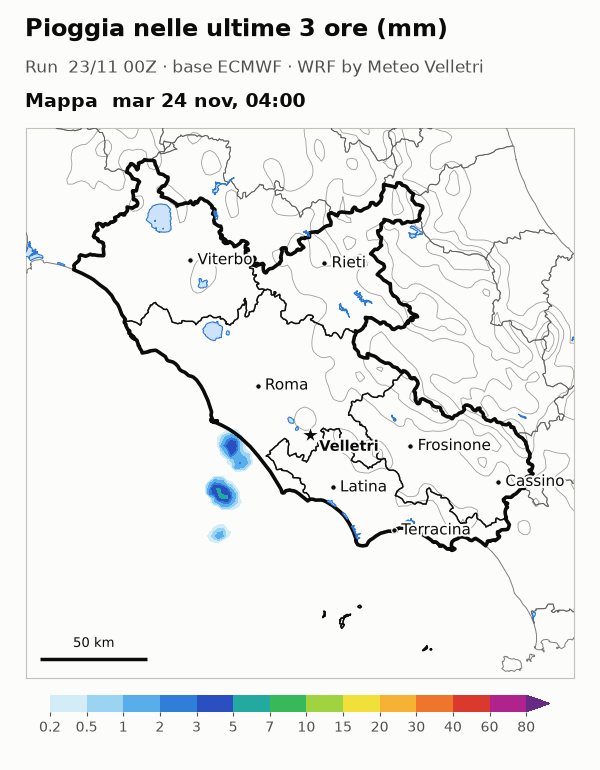 Pioggia nelle ultime 3 ore (mm)
Run  23/11 00Z · base ECMWF · WRF by Meteo Velletri
Mappa  mar 24 nov, 04:00
Viterbo
Rieti
Roma
Velletri
Frosinone
Cassino
Latina
Terracina
50 km
0.2 0.5 1 2 3 5 7 10 15 20 30 40 60 80